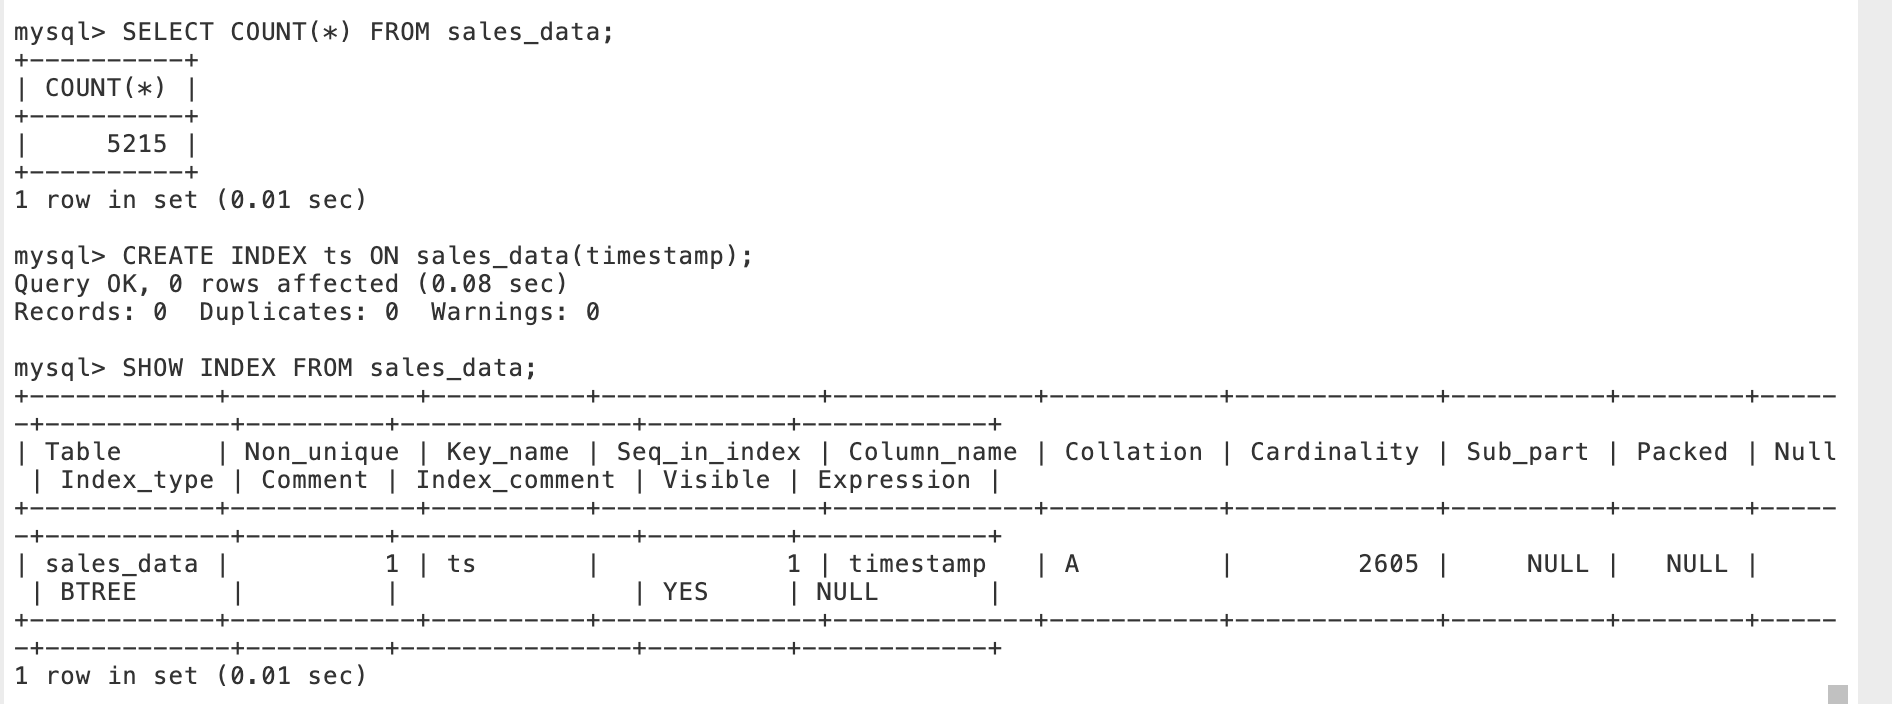 mysql> SELECT COUNT(*) FROM sales_data;
+----------+
| COUNT(*) |
+----------+
|     5215 |
+----------+
1 row in set (0.01 sec)

mysql> CREATE INDEX ts ON sales_data(timestamp);
Query OK, 0 rows affected (0.08 sec)
Records: 0  Duplicates: 0  Warnings: 0

mysql> SHOW INDEX FROM sales_data;
+------------+------------+----------+--------------+-------------+-----------+-------------+----------+--------+-----
-+------------+---------+---------------+---------+------------+
| Table      | Non_unique | Key_name | Seq_in_index | Column_name | Collation | Cardinality | Sub_part | Packed | Null
 | Index_type | Comment | Index_comment | Visible | Expression |
+------------+------------+----------+--------------+-------------+-----------+-------------+----------+--------+-----
-+------------+---------+---------------+---------+------------+
| sales_data |          1 | ts       |            1 | timestamp   | A         |        2605 |     NULL |   NULL |
 | BTREE      |         |               | YES     | NULL       |
+------------+------------+----------+--------------+-------------+-----------+-------------+----------+--------+-----
-+------------+---------+---------------+---------+------------+
1 row in set (0.01 sec)